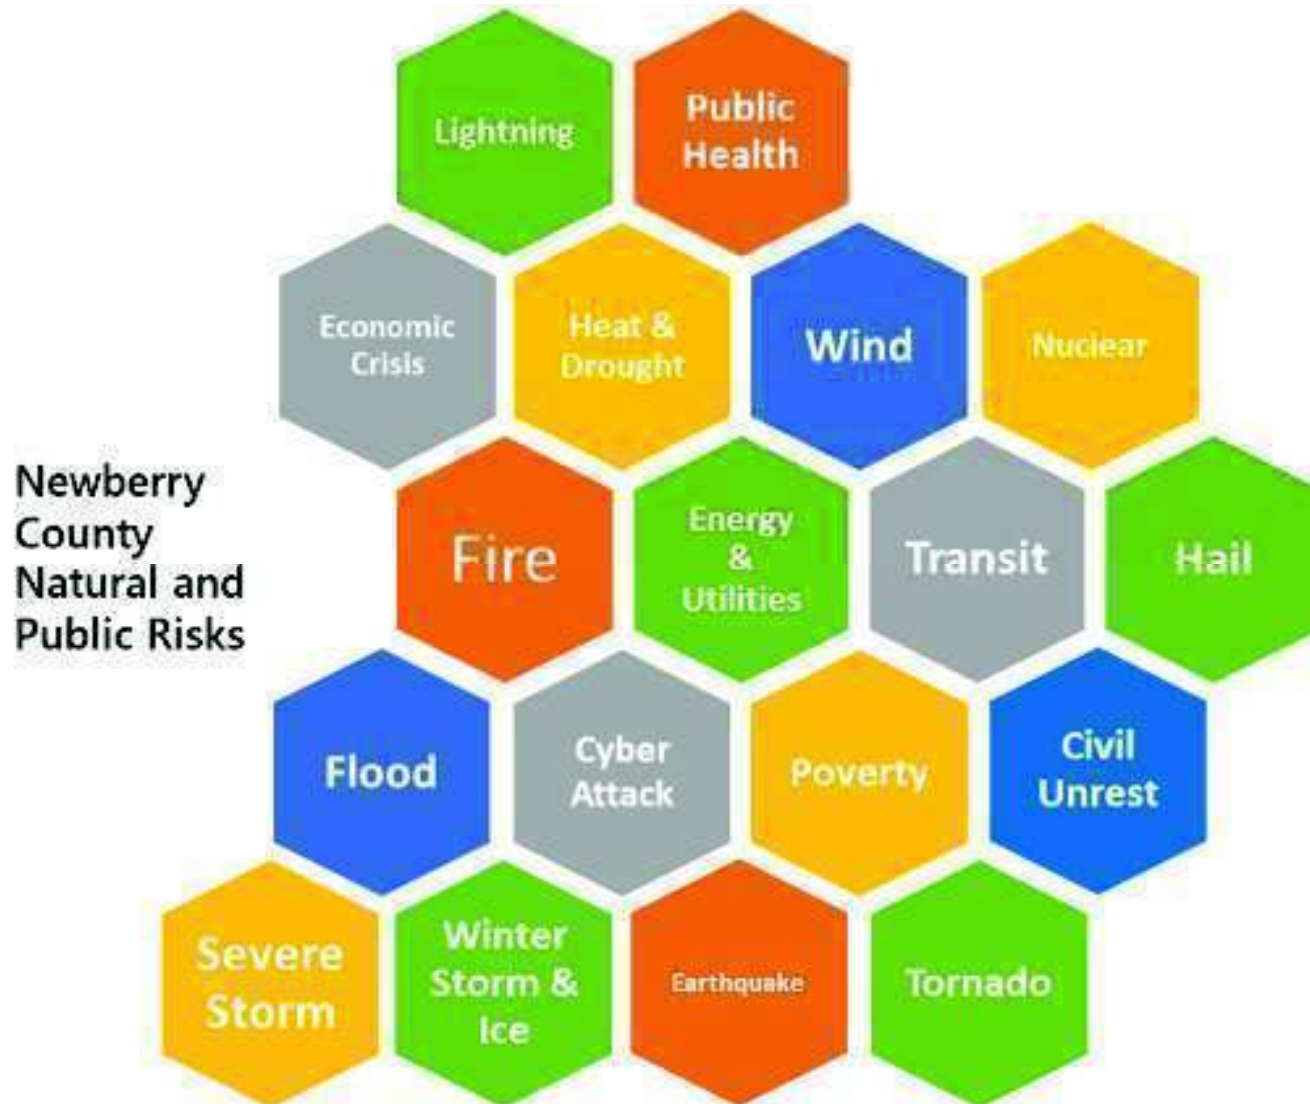 Lightning
Public
Health
Economic
Crisis
Heat &
Drought
Wind
Nuclear
Newberry
County
Natural and
Public Risks
Fire
Energy
&
Utilities
Transit
Hail
Flood
Cyber
Attack
Poverty
Civil
Unrest
Severe
Storm
Winter
Storm &
Ice
Earthquake
Tornado